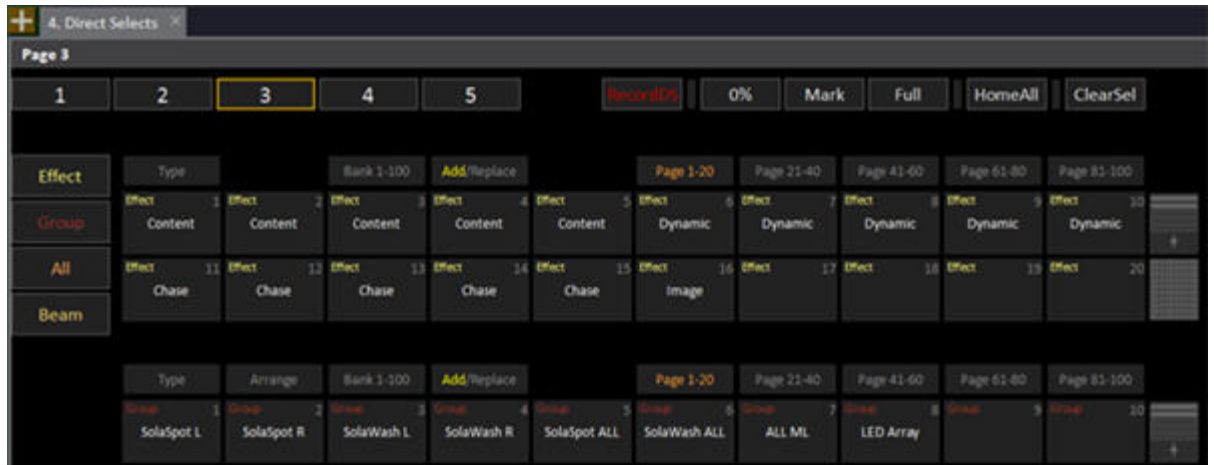 4. Direct Selects ×
Page 3
1 2 3 4 5 RecordDS 0% Mark Full HomeAll ClearSel
Effect Type Bank 1-100 Add/Replace Page 1-20 Page 21-40 Page 41-60 Page 61-80 Page 81-100
Effect 1 Effect 2 Effect 3 Effect 4 Effect 5 Effect 6 Effect 7 Effect 8 Effect 9 Effect 10
Group Content Content Content Content Content Dynamic Dynamic Dynamic Dynamic Dynamic
All Effect 11 Effect 12 Effect 13 Effect 14 Effect 15 Effect 16 Effect 17 Effect 18 Effect 19 Effect 20
Chase Chase Chase Chase Chase Image
Beam
Type Arrange Bank 1-100 Add/Replace Page 1-20 Page 21-40 Page 41-60 Page 61-80 Page 81-100
Group 1 Group 2 Group 3 Group 4 Group 5 Group 6 Group 7 Group 8 Group 9 Group 10
SolaSpot L SolaSpot R SolaWash L SolaWash R SolaSpot ALL SolaWash ALL ALL ML LED Array